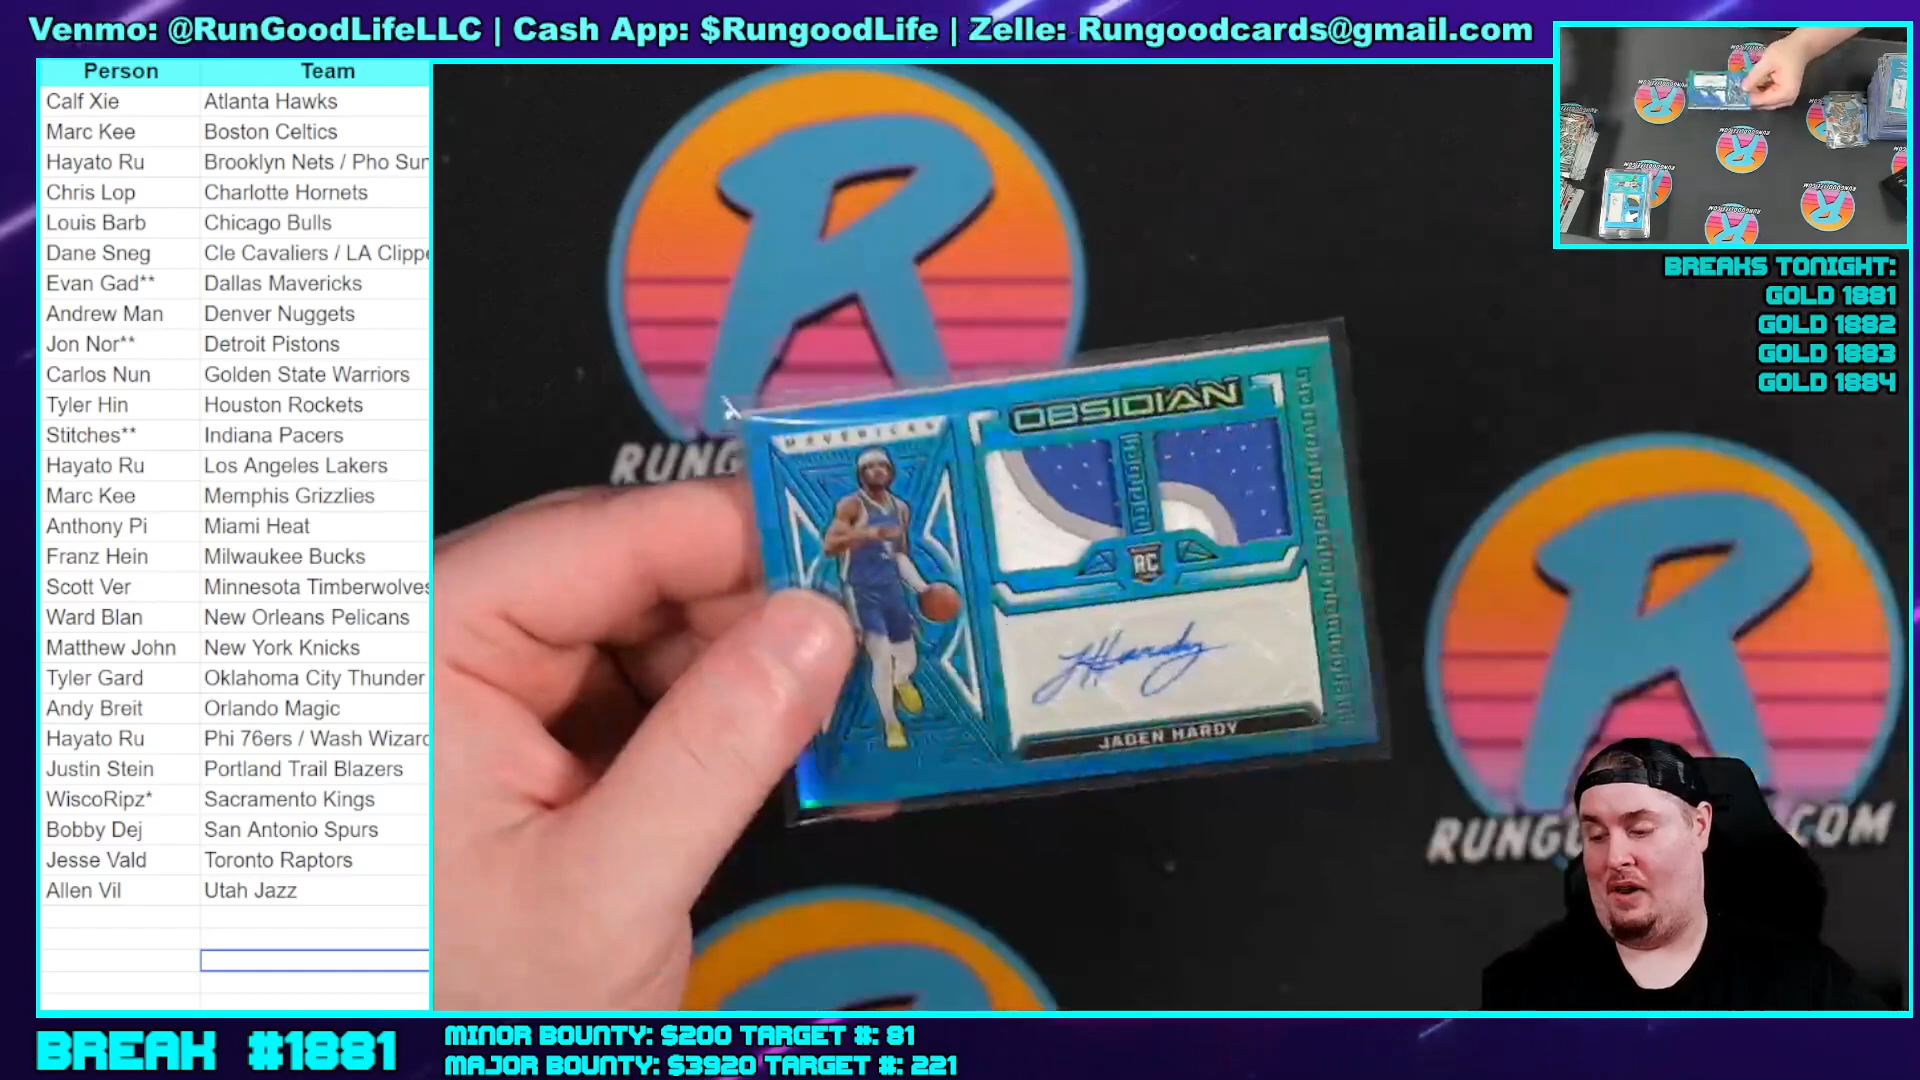 Venmo: @RunGoodLifeLLC | Cash App: $RungoodLife | Zelle: Rungoodcards@gmail.com
Person Team
Calf Xie Atlanta Hawks
Marc Kee Boston Celtics
Hayato Ru Brooklyn Nets / Pho Sun
Chris Lop Charlotte Hornets
Louis Barb Chicago Bulls
Dane Sneg Cle Cavaliers / LA Clippe
Evan Gad** Dallas Mavericks
Andrew Man Denver Nuggets
Jon Nor** Detroit Pistons
Carlos Nun Golden State Warriors
Tyler Hin Houston Rockets
Stitches** Indiana Pacers
Hayato Ru Los Angeles Lakers
Marc Kee Memphis Grizzlies
Anthony Pi Miami Heat
Franz Hein Milwaukee Bucks
Scott Ver Minnesota Timberwolves
Ward Blan New Orleans Pelicans
Matthew John New York Knicks
Tyler Gard Oklahoma City Thunder
Andy Breit Orlando Magic
Hayato Ru Phi 76ers / Wash Wizard
Justin Stein Portland Trail Blazers
WiscoRipz* Sacramento Kings
Bobby Dej San Antonio Spurs
Jesse Vald Toronto Raptors
Allen Vil Utah Jazz
R
RUNG
MAVERICKS
OBSIDIAN
RC
JHardy
JADEN HARDY
R
RUNG COM
BREAKS TONIGHT:
GOLD 1881
GOLD 1882
GOLD 1883
GOLD 1884
BREAK #1881
MINOR BOUNTY: $200 TARGET #: 81
MAJOR BOUNTY: $3920 TARGET #: 221